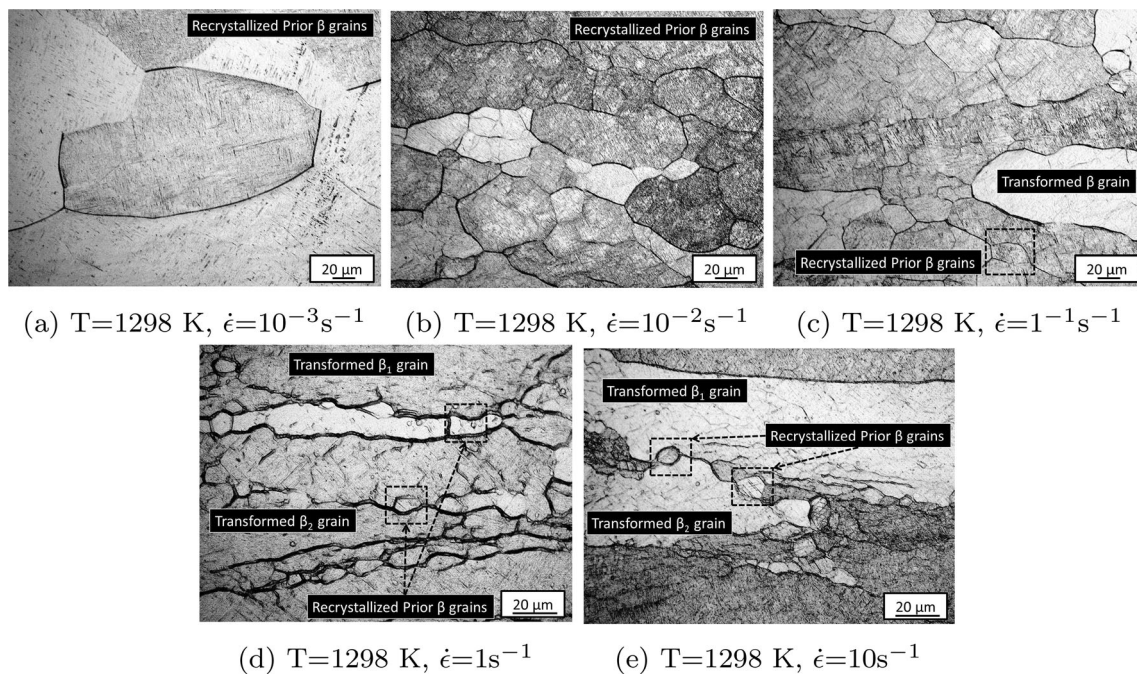 Recrystallized Prior β grains
20 μm
Recrystallized Prior β grains
20 μm
Transformed β grain
Recrystallized Prior β grains
20 μm
(a) T=1298 K, ε̇=10⁻³s⁻¹
(b) T=1298 K, ε̇=10⁻²s⁻¹
(c) T=1298 K, ε̇=1⁻¹s⁻¹
Transformed β₁ grain
Transformed β₂ grain
Recrystallized Prior β grains
20 μm
Transformed β₁ grain
Recrystallized Prior β grains
Transformed β₂ grain
20 μm
(d) T=1298 K, ε̇=1s⁻¹
(e) T=1298 K, ε̇=10s⁻¹